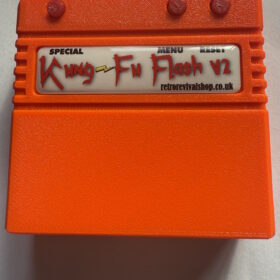 SPECIAL MENU RESET
Kung-Fu Flash V2
retrorevivalshop.co.uk